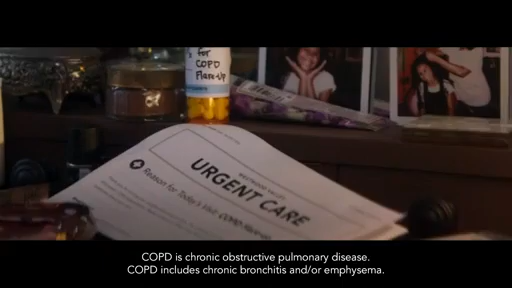 for
COPD
Flare-Up
URGENT CARE
Reason for Today's Visit: COPD Flare-Up
COPD is chronic obstructive pulmonary disease.
COPD includes chronic bronchitis and/or emphysema.